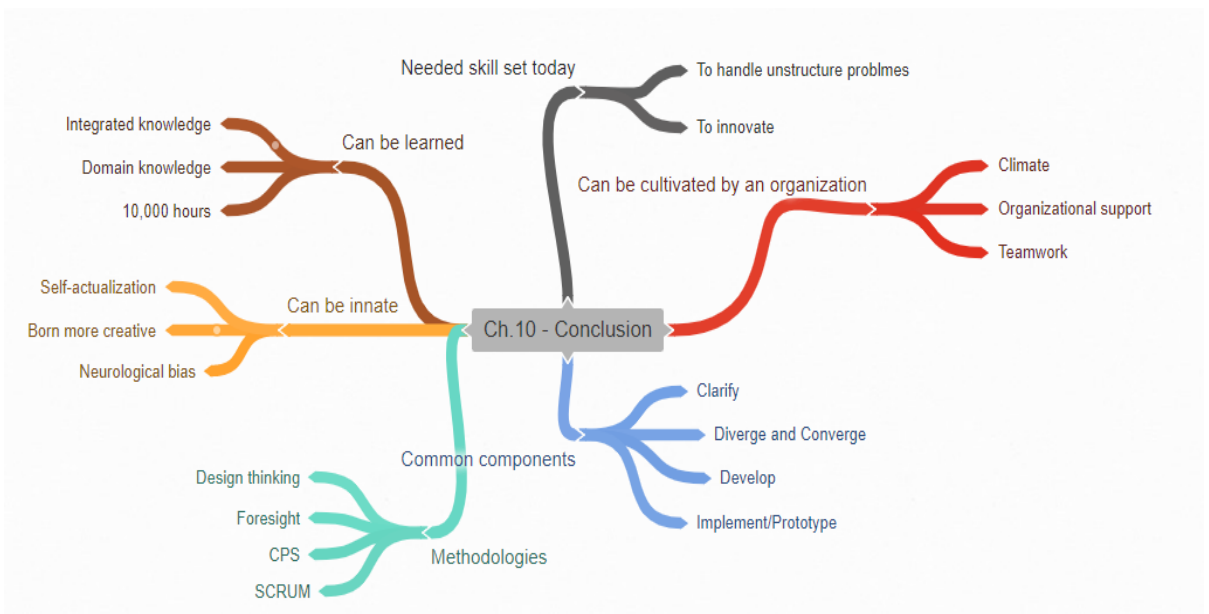 Needed skill set today
To handle unstructure problmes
To innovate
Can be learned
Integrated knowledge
Domain knowledge
10,000 hours
Can be cultivated by an organization
Climate
Organizational support
Teamwork
Can be innate
Self-actualization
Born more creative
Neurological bias
Ch.10 - Conclusion
Common components
Clarify
Diverge and Converge
Develop
Implement/Prototype
Methodologies
Design thinking
Foresight
CPS
SCRUM